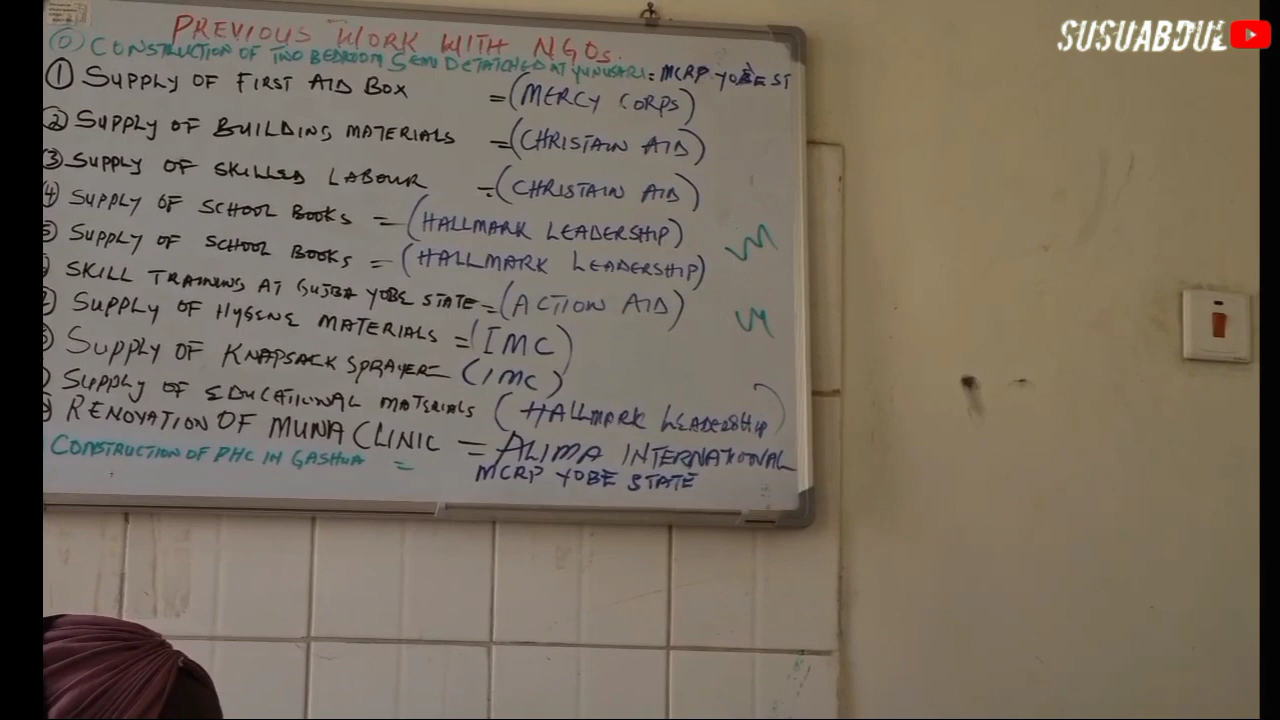 SUSUABDUL
PREVIOUS WORK WITH NGOs.
(0) CONSTRUCTION OF TWO BEDROOM SEMI DETATCHED AT YUNUSARI = MCRP YOBE ST
(1) SUPPLY OF FIRST AID BOX = (MERCY CORPS)
(2) SUPPLY OF BUILDING MATERIALS = (CHRISTAIN AID)
(3) SUPPLY OF SKILLED LABOUR = (CHRISTAIN AID)
(4) SUPPLY OF SCHOOL BOOKS = (HALLMARK LEADERSHIP)
(5) SUPPLY OF SCHOOL BOOKS = (HALLMARK LEADERSHIP)
SKILL TRAINING AT GUJBA YOBE STATE = (ACTION AID)
SUPPLY OF HYGENE MATERIALS = (IMC)
SUPPLY OF KNAPSACK SPRAYER (IMC)
SUPPLY OF EDUCATIONAL MATERIALS (HALLMARK LEADERSHIP)
RENOVATION OF MUNA CLINIC = ALIMA INTERNATIONAL
CONSTRUCTION OF PHC IN GASHUA = MCRP YOBE STATE